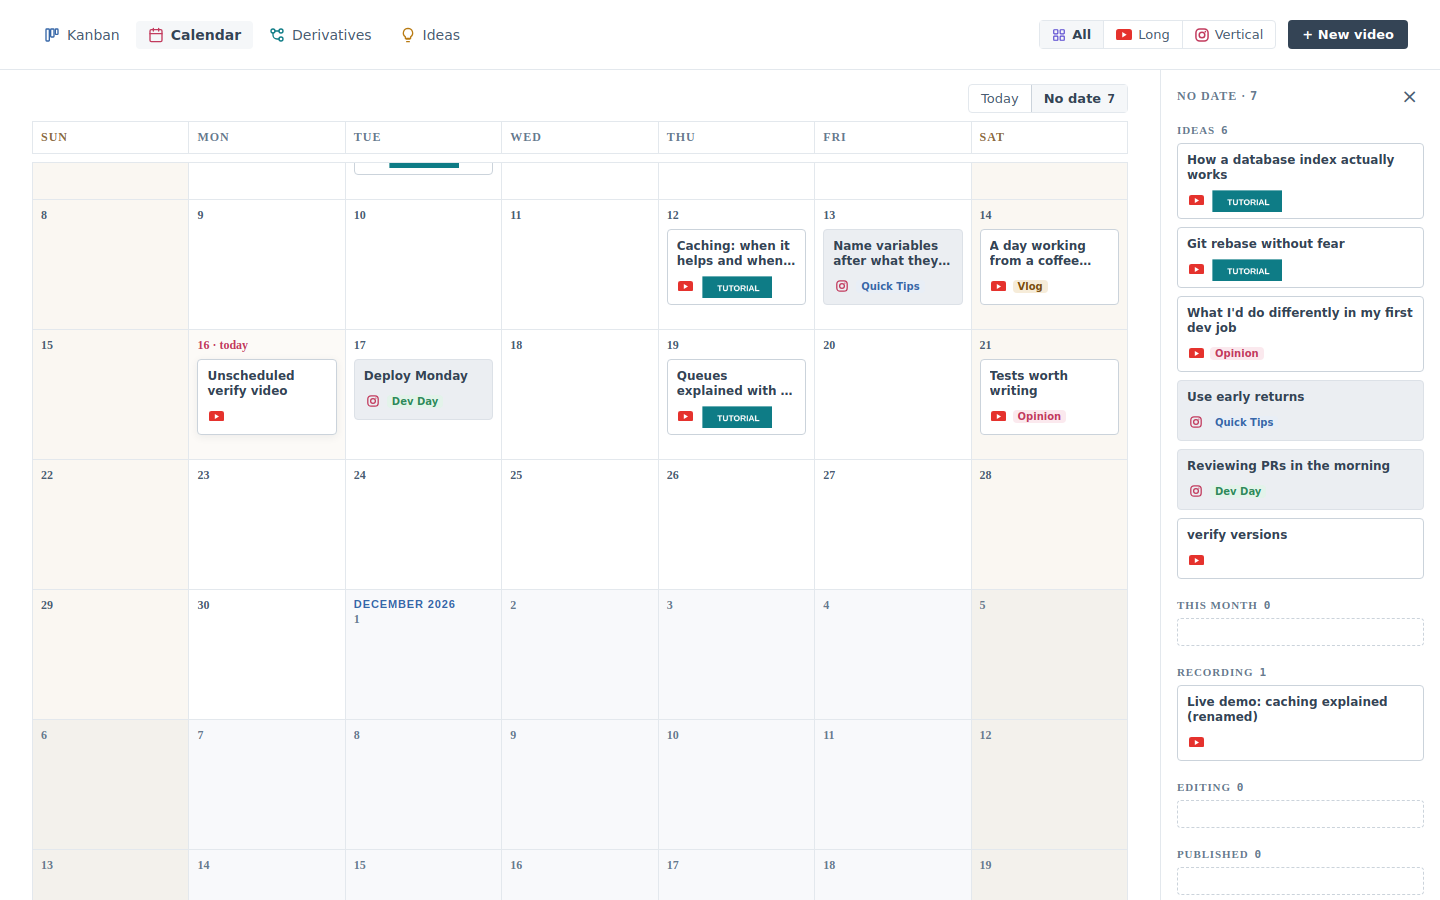 Kanban Calendar Derivatives Ideas All Long Vertical + New video
Today No date 7
SUN MON TUE WED THU FRI SAT
8 9 10 11 12 13 14
Caching: when it
helps and when…
TUTORIAL
Name variables
after what they…
Quick Tips
A day working
from a coffee…
Vlog
15 16 · today 17 18 19 20 21
Unscheduled
verify video
Deploy Monday
Dev Day
Queues
explained with …
TUTORIAL
Tests worth
writing
Opinion
22 23 24 25 26 27 28
29 30 DECEMBER 2026 2 3 4 5
1
6 7 8 9 10 11 12
13 14 15 16 17 18 19
NO DATE · 7
IDEAS 6
How a database index actually
works
TUTORIAL
Git rebase without fear
TUTORIAL
What I'd do differently in my first
dev job
Opinion
Use early returns
Quick Tips
Reviewing PRs in the morning
Dev Day
verify versions
THIS MONTH 0
RECORDING 1
Live demo: caching explained
(renamed)
EDITING 0
PUBLISHED 0